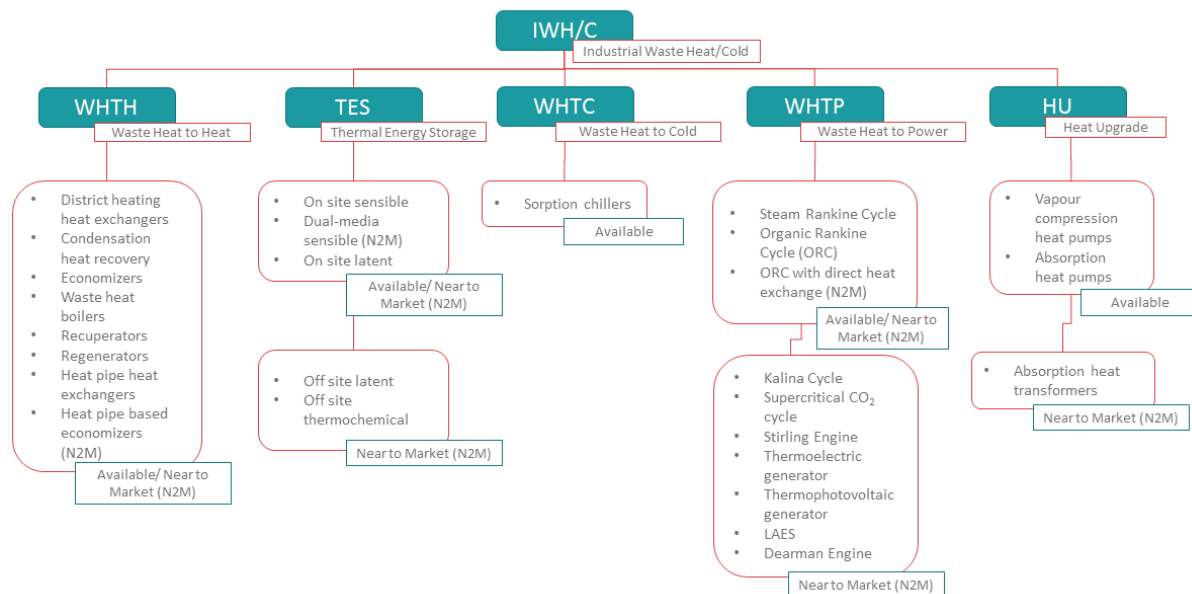 IWH/C
Industrial Waste Heat/Cold
WHTH
Waste Heat to Heat
• District heating
heat exchangers
• Condensation
heat recovery
• Economizers
• Waste heat
boilers
• Recuperators
• Regenerators
• Heat pipe heat
exchangers
• Heat pipe based
economizers
(N2M)
Available/ Near to
Market (N2M)
TES
Thermal Energy Storage
• On site sensible
• Dual-media
sensible (N2M)
• On site latent
Available/ Near to
Market (N2M)
• Off site latent
• Off site
thermochemical
Near to Market (N2M)
WHTC
Waste Heat to Cold
• Sorption chillers
Available
WHTP
Waste Heat to Power
• Steam Rankine Cycle
• Organic Rankine
Cycle (ORC)
• ORC with direct heat
exchange (N2M)
Available/ Near to
Market (N2M)
• Kalina Cycle
• Supercritical CO₂
cycle
• Stirling Engine
• Thermoelectric
generator
• Thermophotovoltaic
generator
• LAES
• Dearman Engine
Near to Market (N2M)
HU
Heat Upgrade
• Vapour
compression
heat pumps
• Absorption
heat pumps
Available
• Absorption heat
transformers
Near to Market (N2M)